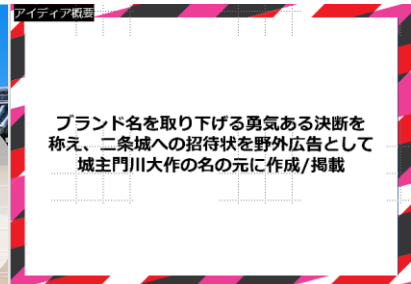 アイディア概要
ブランド名を取り下げる勇気ある決断を
称え、二条城への招待状を野外広告として
城主門川大作の名の元に作成/掲載